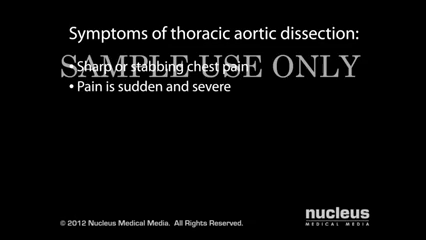 Symptoms of thoracic aortic dissection:
SAMPLE USE ONLY
• Sharp or stabbing chest pain
• Pain is sudden and severe
nucleus
MEDICAL MEDIA
© 2012 Nucleus Medical Media. All Rights Reserved.